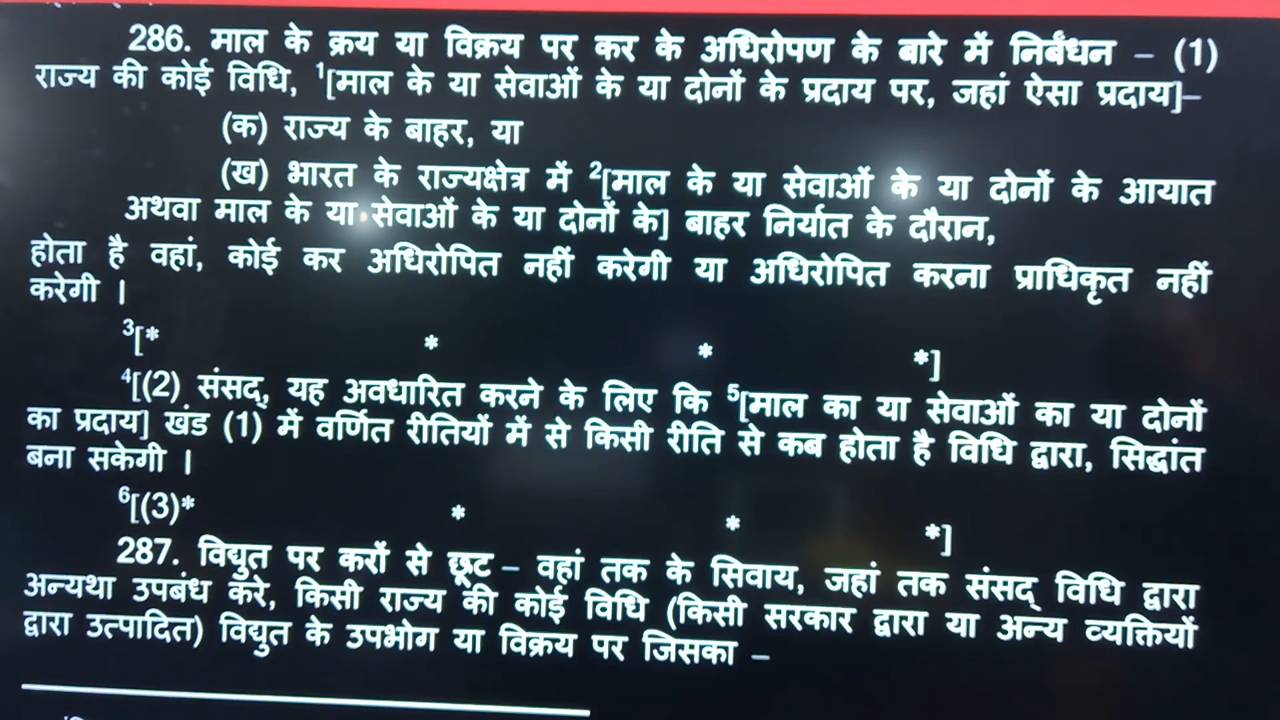 286. माल के क्रय या विक्रय पर कर के अधिरोपण के बारे में निर्बंधन – (1)
राज्य की कोई विधि, ¹[माल के या सेवाओं के या दोनों के प्रदाय पर, जहां ऐसा प्रदाय]–
(क) राज्य के बाहर, या
(ख) भारत के राज्यक्षेत्र में ²[माल के या सेवाओं के या दोनों के आयात
अथवा माल के या सेवाओं के या दोनों के] बाहर निर्यात के दौरान,
होता है वहां, कोई कर अधिरोपित नहीं करेगी या अधिरोपित करना प्राधिकृत नहीं
करेगी ।
³[* * * *]
⁴[(2) संसद्, यह अवधारित करने के लिए कि ⁵[माल का या सेवाओं का या दोनों
का प्रदाय] खंड (1) में वर्णित रीतियों में से किसी रीति से कब होता है विधि द्वारा, सिद्धांत
बना सकेगी ।
⁶[(3)* * * *]
287. विद्युत पर करों से छूट – वहां तक के सिवाय, जहां तक संसद् विधि द्वारा
अन्यथा उपबंध करे, किसी राज्य की कोई विधि (किसी सरकार द्वारा या अन्य व्यक्तियों
द्वारा उत्पादित) विद्युत के उपभोग या विक्रय पर जिसका –